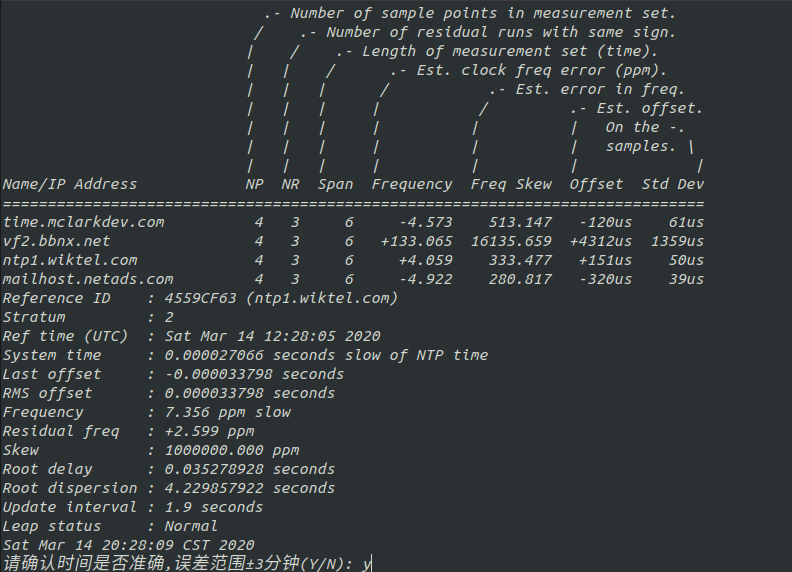 .- Number of sample points in measurement set.
                            /    .- Number of residual runs with same sign.
                           |    /    .- Length of measurement set (time).
                           |   |   /      .- Est. clock freq error (ppm).
                           |   |   |      /           .- Est. error in freq.
                           |   |   |     |           /         .- Est. offset.
                           |   |   |     |          |          |   On the -.
                           |   |   |     |          |          |   samples. \
                           |   |   |     |          |          |             |
Name/IP Address            NP  NR  Span  Frequency  Freq Skew  Offset  Std Dev
==============================================================================
time.mclarkdev.com          4   3     6     -4.573    513.147   -120us    61us
vf2.bbnx.net                4   3     6   +133.065  16135.659  +4312us  1359us
ntp1.wiktel.com             4   3     6     +4.059    333.477   +151us    50us
mailhost.netads.com         4   3     6     -4.922    280.817   -320us    39us
Reference ID    : 4559CF63 (ntp1.wiktel.com)
Stratum         : 2
Ref time (UTC)  : Sat Mar 14 12:28:05 2020
System time     : 0.000027066 seconds slow of NTP time
Last offset     : -0.000033798 seconds
RMS offset      : 0.000033798 seconds
Frequency       : 7.356 ppm slow
Residual freq   : +2.599 ppm
Skew            : 1000000.000 ppm
Root delay      : 0.035278928 seconds
Root dispersion : 4.229857922 seconds
Update interval : 1.9 seconds
Leap status     : Normal
Sat Mar 14 20:28:09 CST 2020
请确认时间是否准确,误差范围±3分钟(Y/N): y